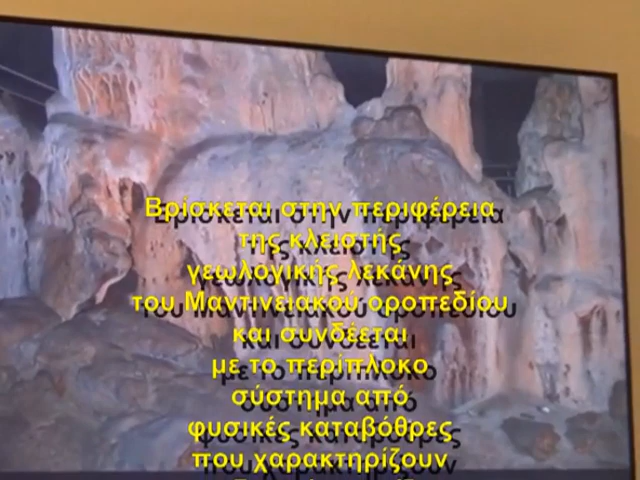 Βρίσκεται στην περιφέρεια
της κλειστής
γεωλογικής λεκάνης
του Μαντινειακού οροπεδίου
και συνδέεται
με το περίπλοκο
σύστημα από
φυσικές καταβόθρες
που χαρακτηρίζουν